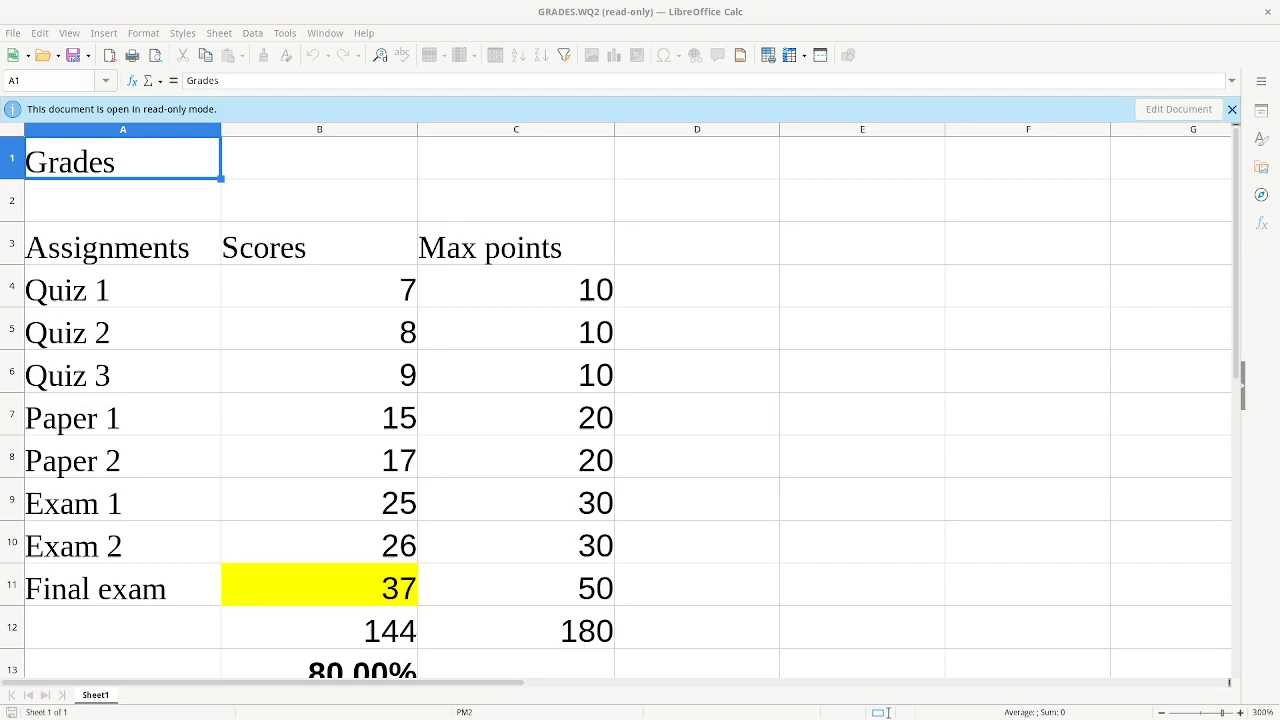 GRADES.WQ2 (read-only) — LibreOffice Calc
File Edit View Insert Format Styles Sheet Data Tools Window Help
A1 Grades
This document is open in read-only mode. Edit Document
A B C D E F G
1 Grades
2
3 Assignments Scores Max points
4 Quiz 1 7 10
5 Quiz 2 8 10
6 Quiz 3 9 10
7 Paper 1 15 20
8 Paper 2 17 20
9 Exam 1 25 30
10 Exam 2 26 30
11 Final exam 37 50
12 144 180
13 80.00%
Sheet1
Sheet 1 of 1 PM2 Average: ; Sum: 0 300%